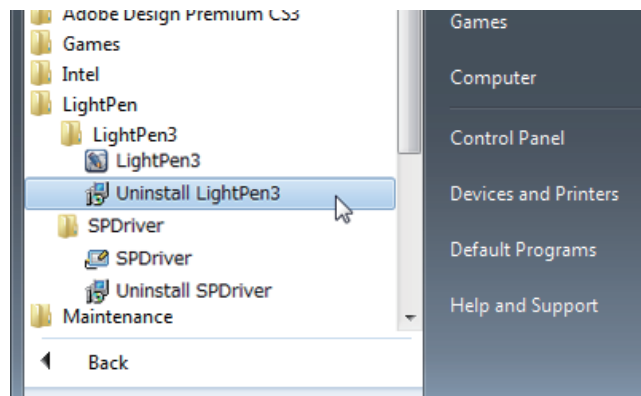 Adobe Design Premium CS3
Games
Intel
LightPen
LightPen3
LightPen3
Uninstall LightPen3
SPDriver
SPDriver
Uninstall SPDriver
Maintenance
Back
Games
Computer
Control Panel
Devices and Printers
Default Programs
Help and Support